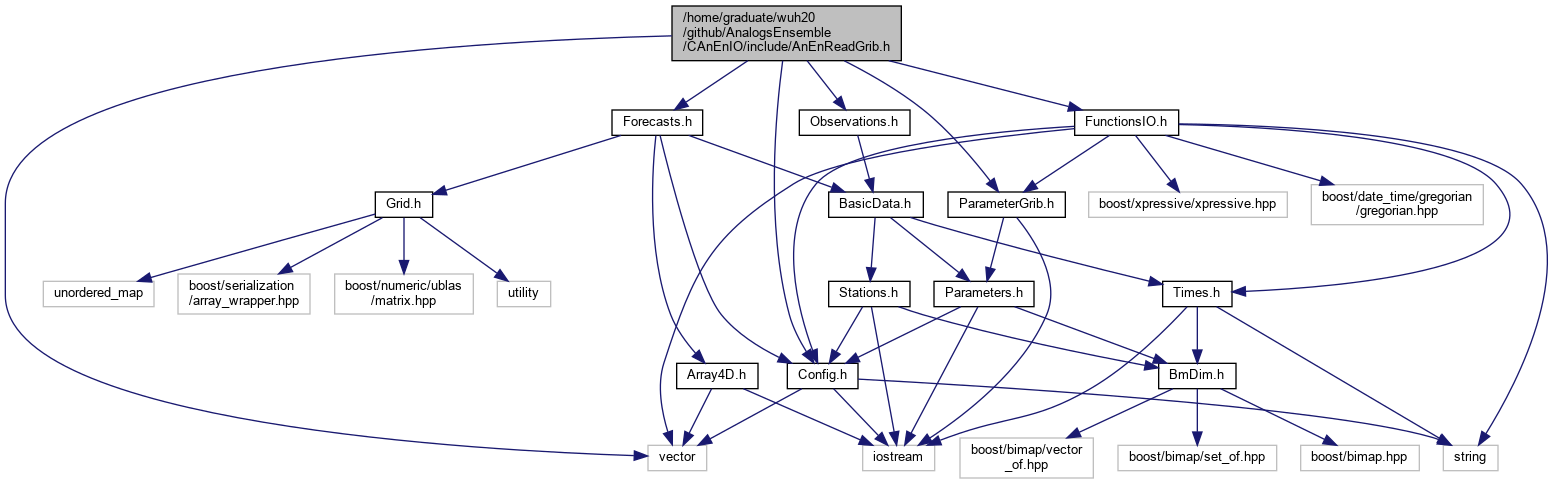 /home/graduate/wuh20
/github/AnalogsEnsemble
/CAnEnIO/include/AnEnReadGrib.h
Forecasts.h
Observations.h
FunctionsIO.h
Grid.h
BasicData.h
ParameterGrib.h
boost/xpressive/xpressive.hpp
boost/date_time/gregorian
/gregorian.hpp
unordered_map
boost/serialization
/array_wrapper.hpp
boost/numeric/ublas
/matrix.hpp
utility
Stations.h
Parameters.h
Times.h
Array4D.h
Config.h
BmDim.h
vector
iostream
boost/bimap/vector
_of.hpp
boost/bimap/set_of.hpp
boost/bimap.hpp
string